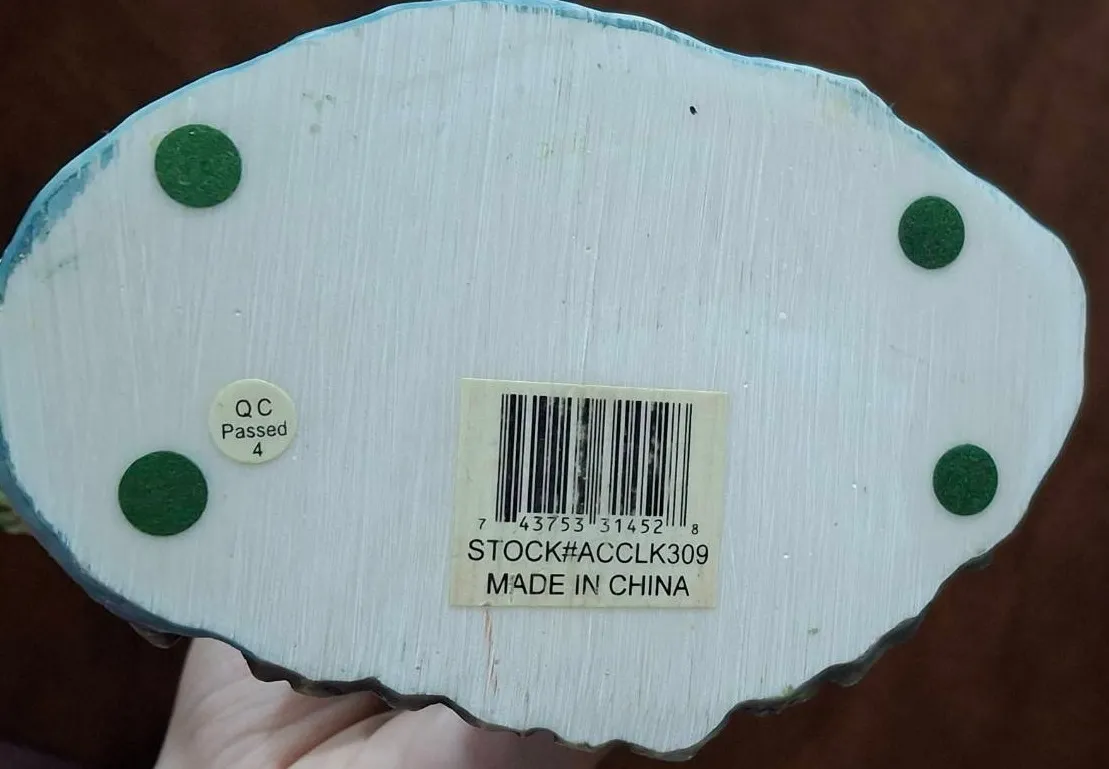 QC
Passed
4
7 43753 31452 8
STOCK#ACCLK309
MADE IN CHINA